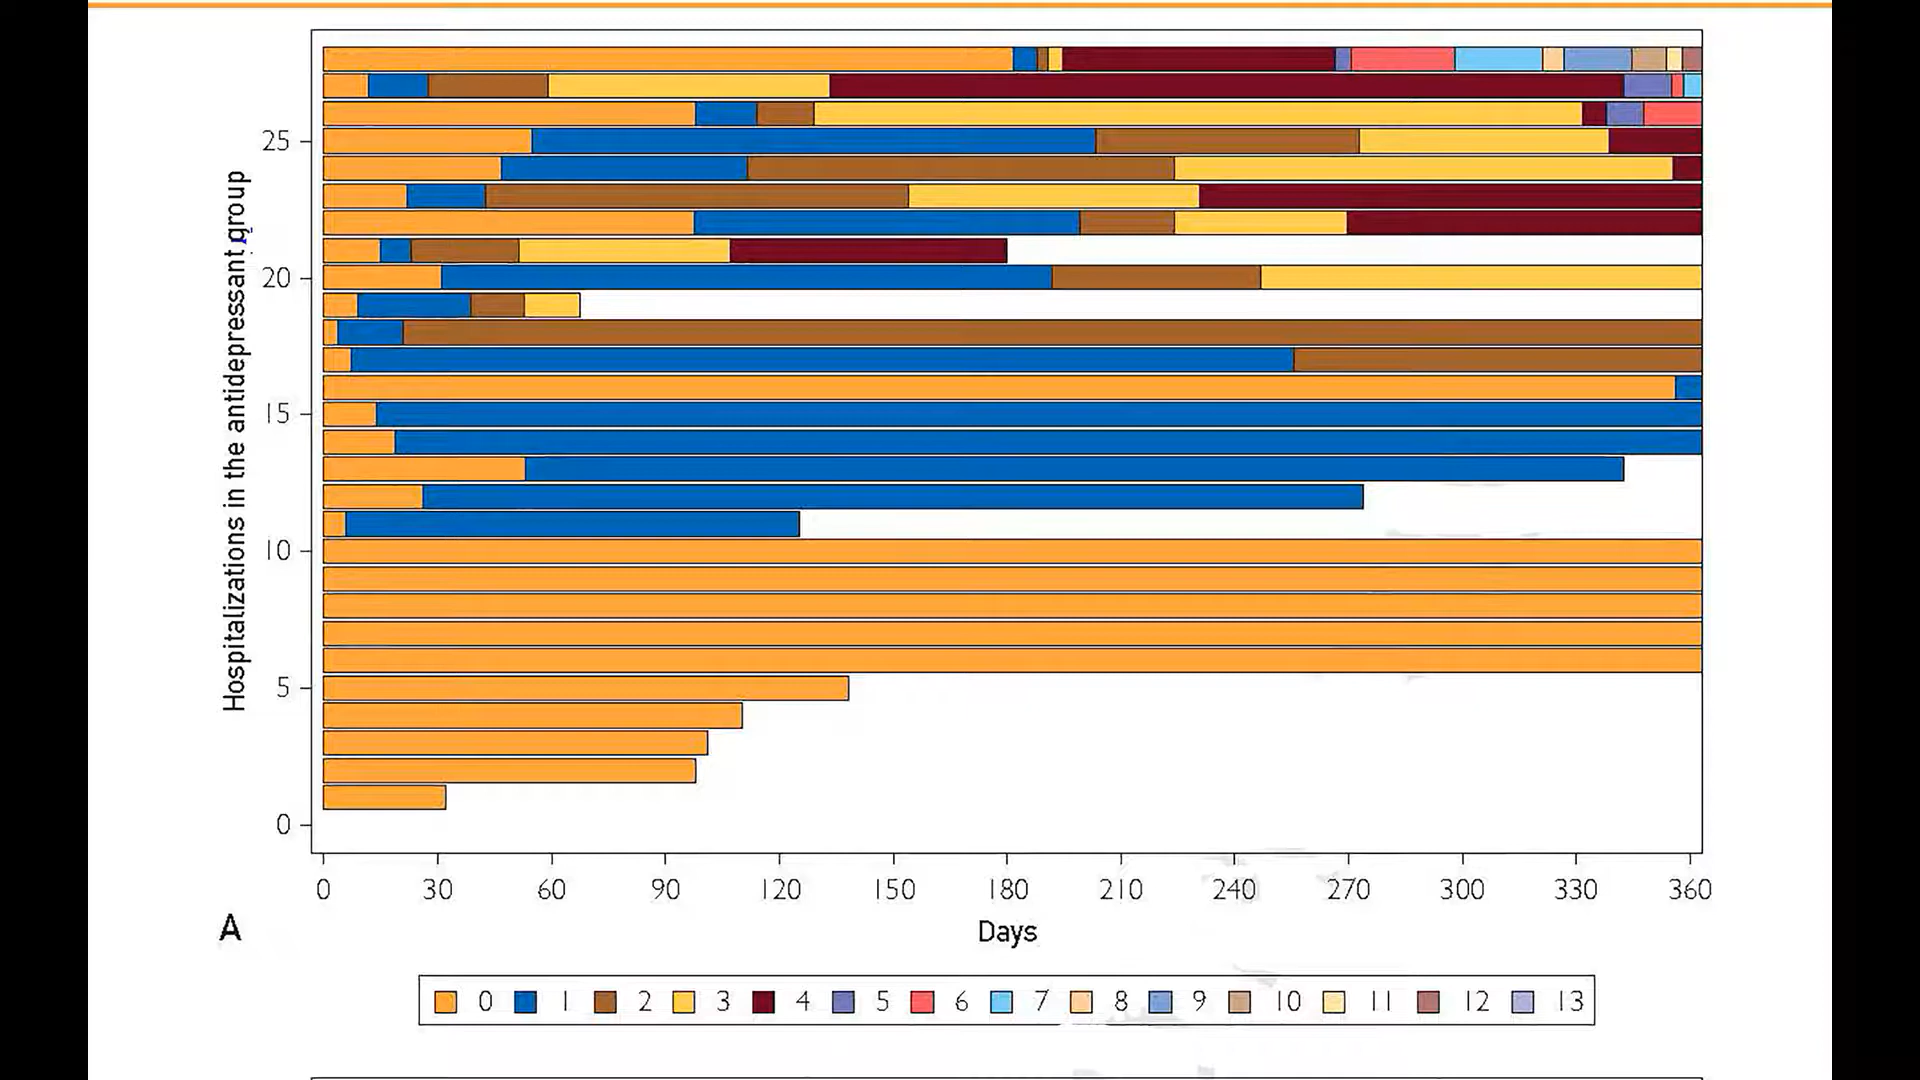 Hospitalizations in the antidepressant group
25
20
15
10
5
0
0 30 60 90 120 150 180 210 240 270 300 330 360
A
Days
0 1 2 3 4 5 6 7 8 9 10 11 12 13